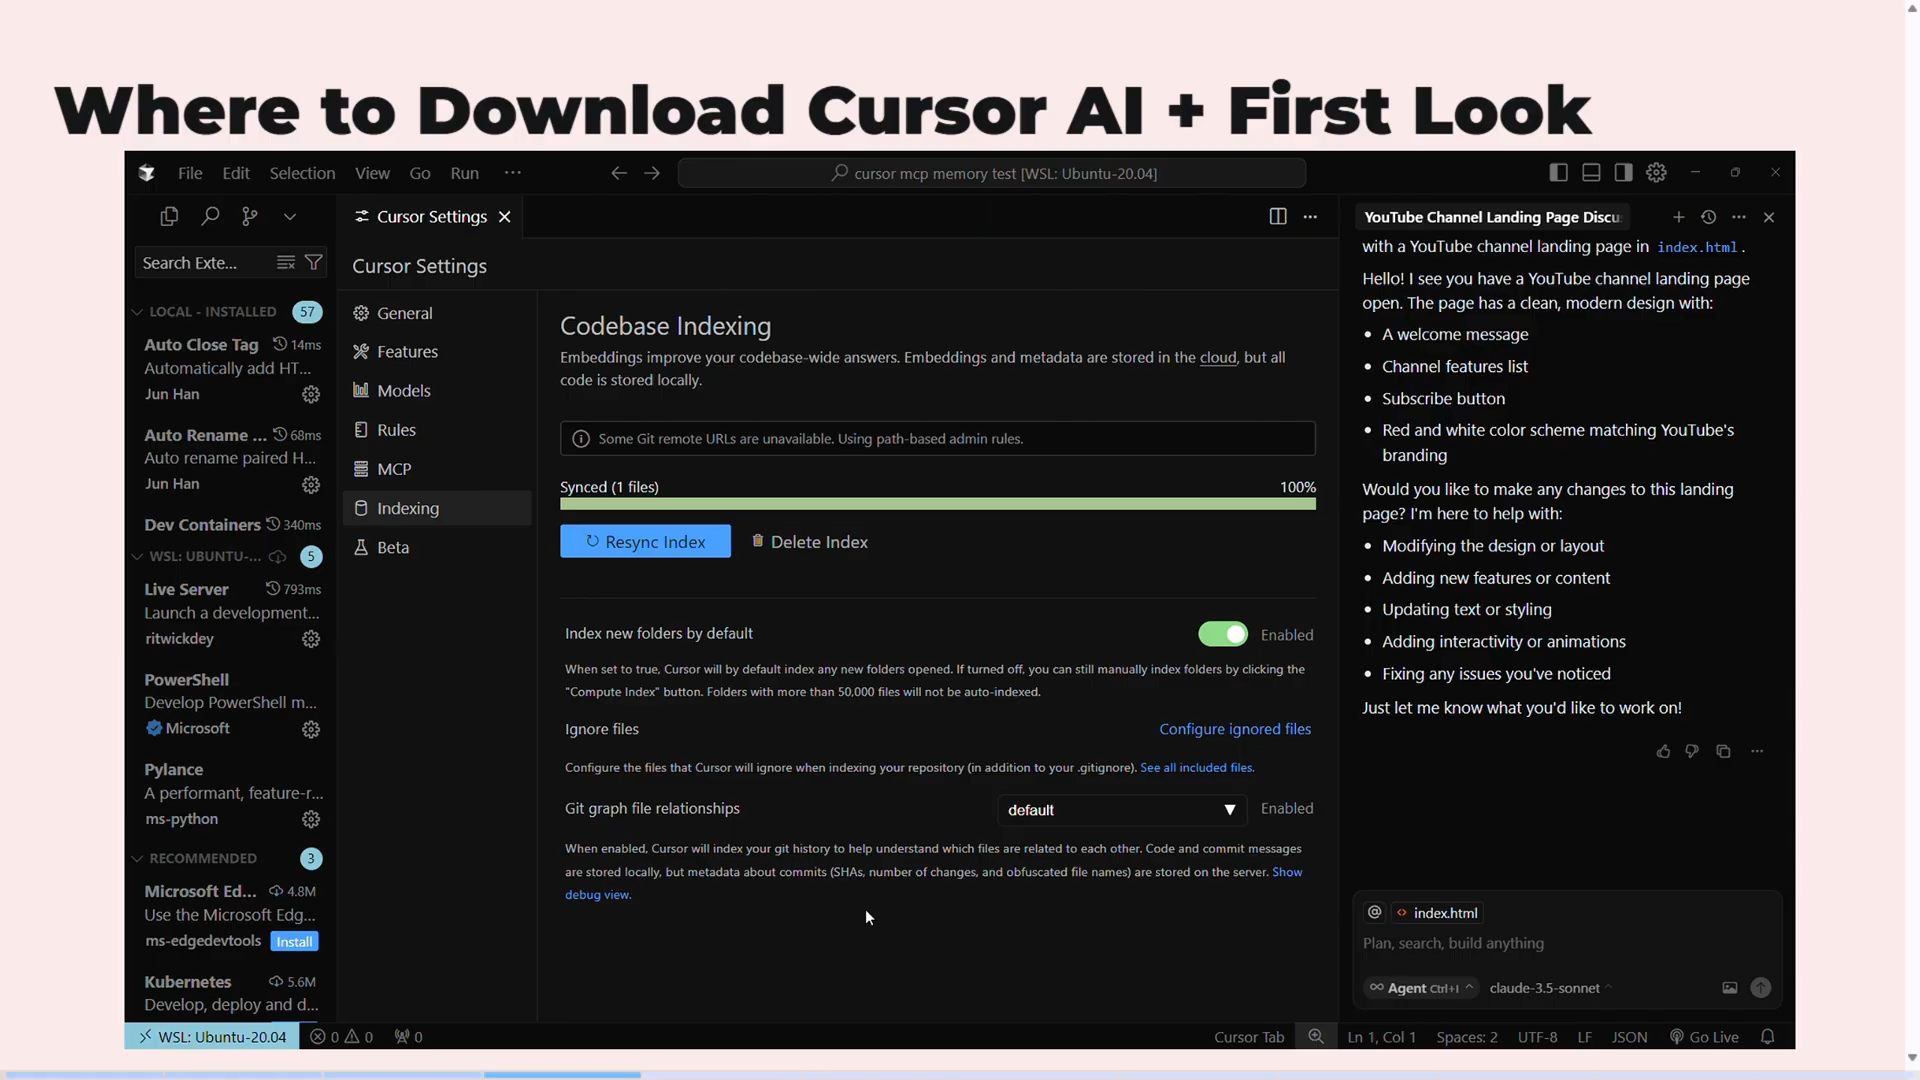 Where to Download Cursor AI + First Look
File Edit Selection View Go Run ···
cursor mcp memory test [WSL: Ubuntu-20.04]
Search Exte...
LOCAL - INSTALLED 57
Auto Close Tag 14ms
Automatically add HT...
Jun Han
Auto Rename ... 68ms
Auto rename paired H...
Jun Han
Dev Containers 340ms
WSL: UBUNTU-... 5
Live Server 793ms
Launch a development...
ritwickdey
PowerShell
Develop PowerShell m...
Microsoft
Pylance
A performant, feature-r...
ms-python
RECOMMENDED 3
Microsoft Ed... 4.8M
Use the Microsoft Edg...
ms-edgedevtools Install
Kubernetes 5.6M
Develop, deploy and d...
Cursor Settings
Cursor Settings
General
Features
Models
Rules
MCP
Indexing
Beta
Codebase Indexing
Embeddings improve your codebase-wide answers. Embeddings and metadata are stored in the cloud, but all
code is stored locally.
Some Git remote URLs are unavailable. Using path-based admin rules.
Synced (1 files) 100%
Resync Index Delete Index
Index new folders by default Enabled
When set to true, Cursor will by default index any new folders opened. If turned off, you can still manually index folders by clicking the
"Compute Index" button. Folders with more than 50,000 files will not be auto-indexed.
Ignore files Configure ignored files
Configure the files that Cursor will ignore when indexing your repository (in addition to your .gitignore). See all included files.
Git graph file relationships default Enabled
When enabled, Cursor will index your git history to help understand which files are related to each other. Code and commit messages
are stored locally, but metadata about commits (SHAs, number of changes, and obfuscated file names) are stored on the server. Show
debug view.
YouTube Channel Landing Page Discu
with a YouTube channel landing page in index.html.
Hello! I see you have a YouTube channel landing page
open. The page has a clean, modern design with:
• A welcome message
• Channel features list
• Subscribe button
• Red and white color scheme matching YouTube's
branding
Would you like to make any changes to this landing
page? I'm here to help with:
• Modifying the design or layout
• Adding new features or content
• Updating text or styling
• Adding interactivity or animations
• Fixing any issues you've noticed
Just let me know what you'd like to work on!
@ <> index.html
Plan, search, build anything
∞ Agent Ctrl+I ^ claude-3.5-sonnet ^
WSL: Ubuntu-20.04 0 0 0 Cursor Tab Ln 1, Col 1 Spaces: 2 UTF-8 LF JSON Go Live